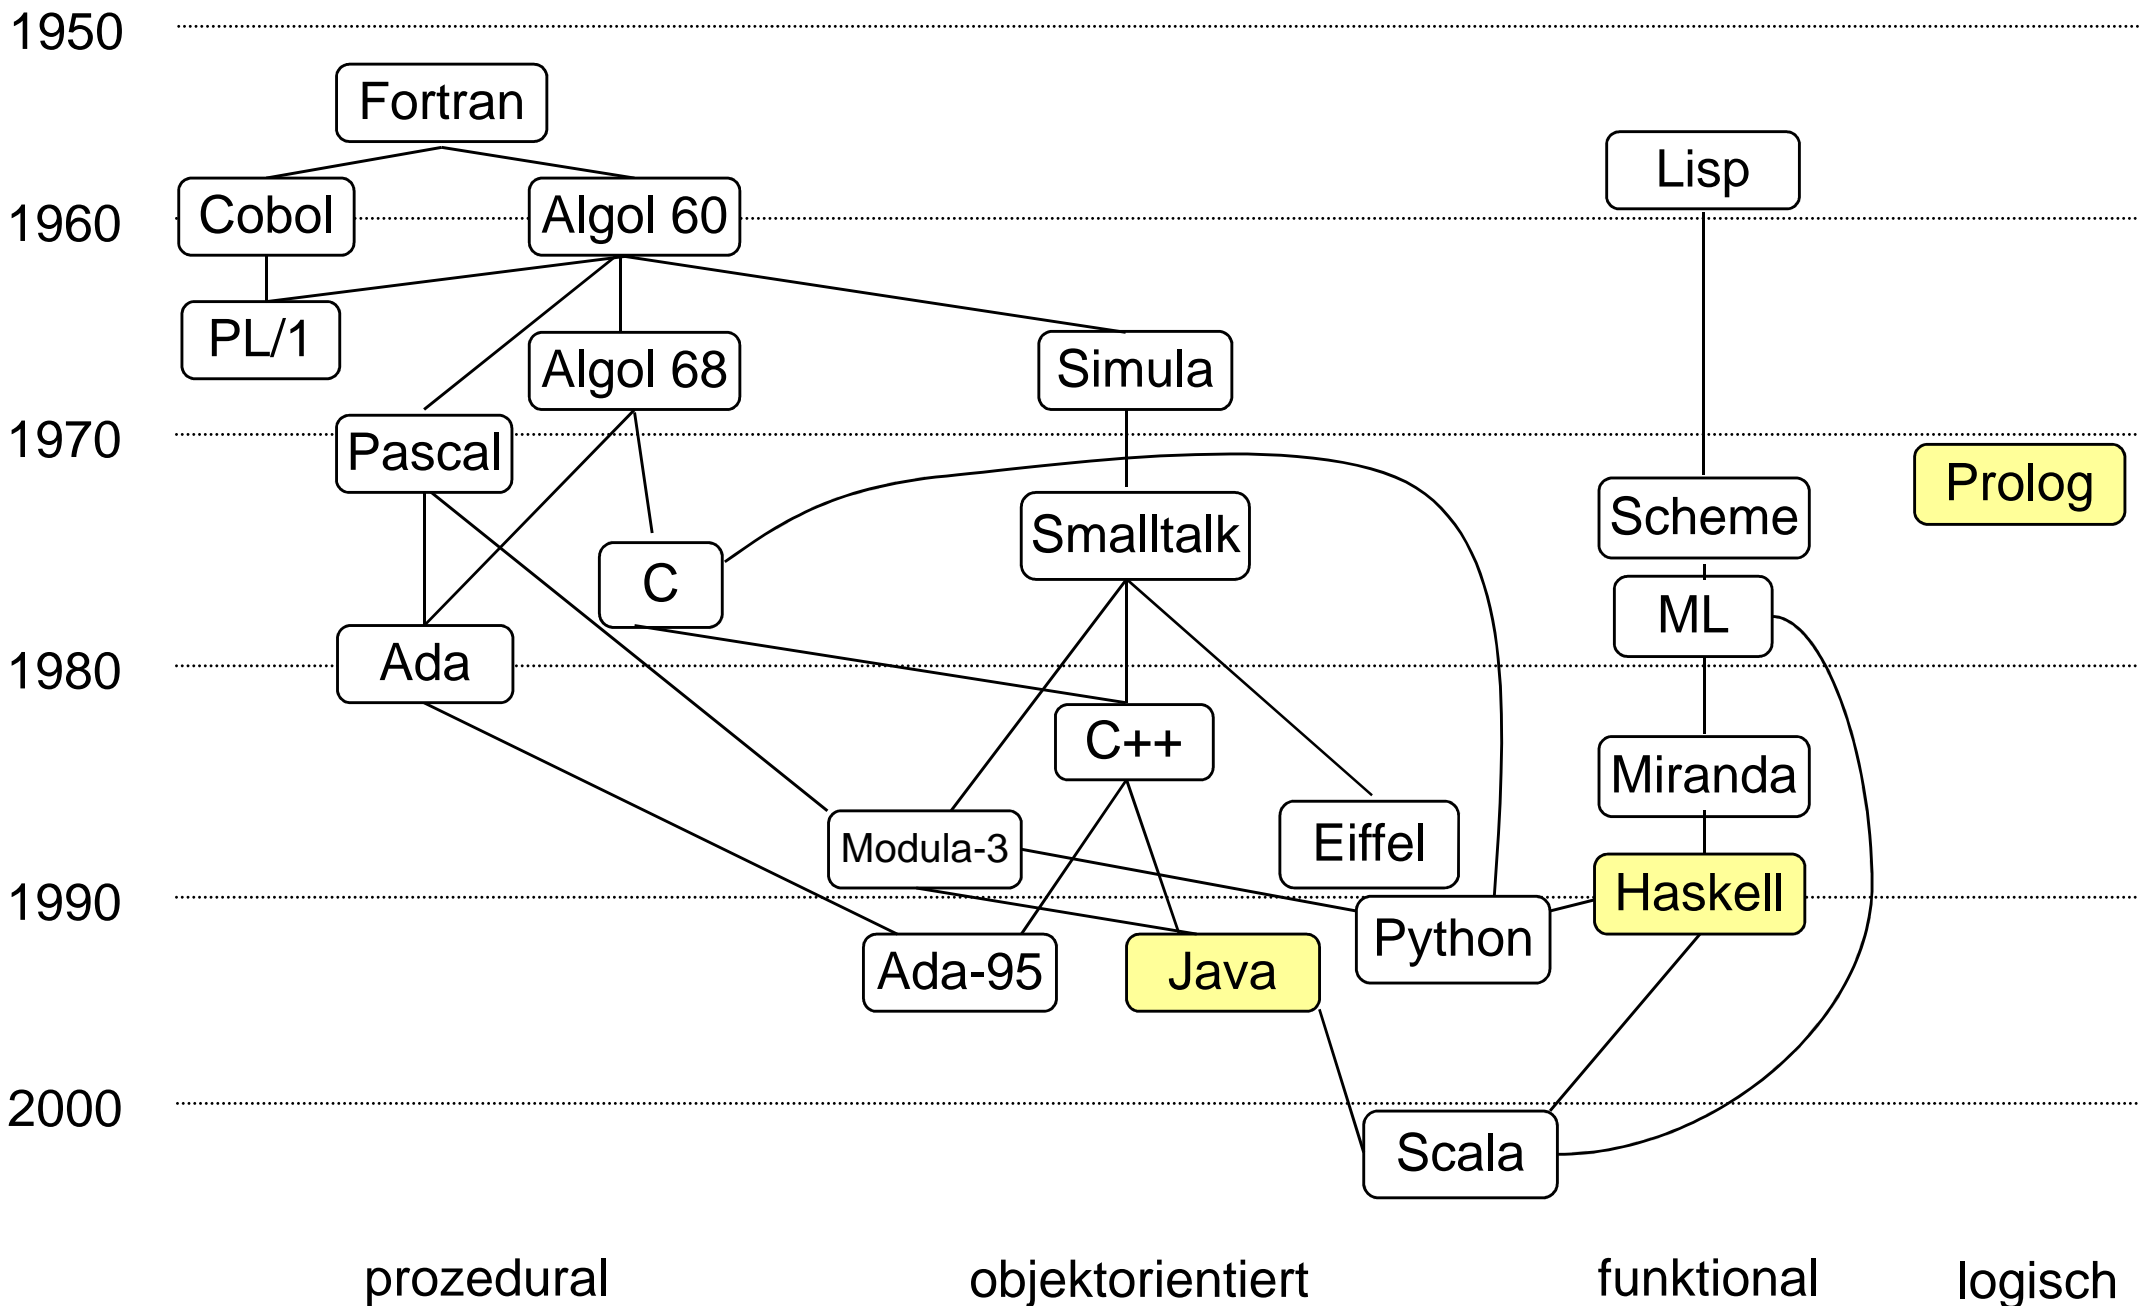 1950
Fortran
Lisp
Cobol
Algol 60
1960
PL/1
Algol 68
Simula
1970
Pascal
Prolog
Scheme
Smalltalk
C
ML
Ada
1980
C++
Miranda
Modula-3
Eiffel
Haskell
1990
Python
Ada-95
Java
2000
Scala
prozedural
objektorientiert
funktional
logisch